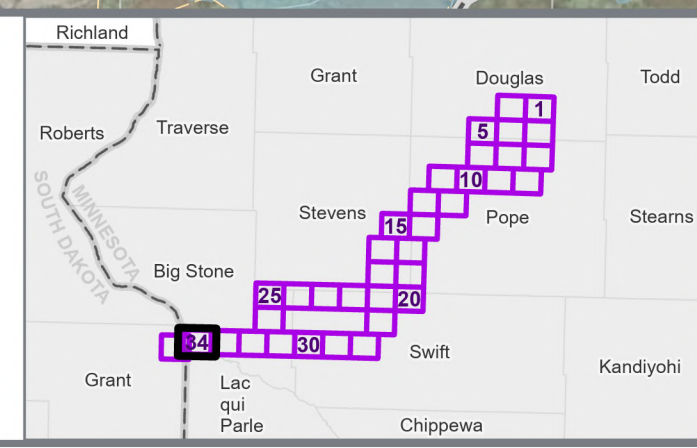 Richland
Grant
Douglas
Todd
1
5
Roberts
Traverse
10
SOUTH DAKOTA
MINNESOTA
Stevens
Pope
Stearns
15
Big Stone
25
20
34
30
Swift
Kandiyohi
Grant
Lac
qui
Parle
Chippewa